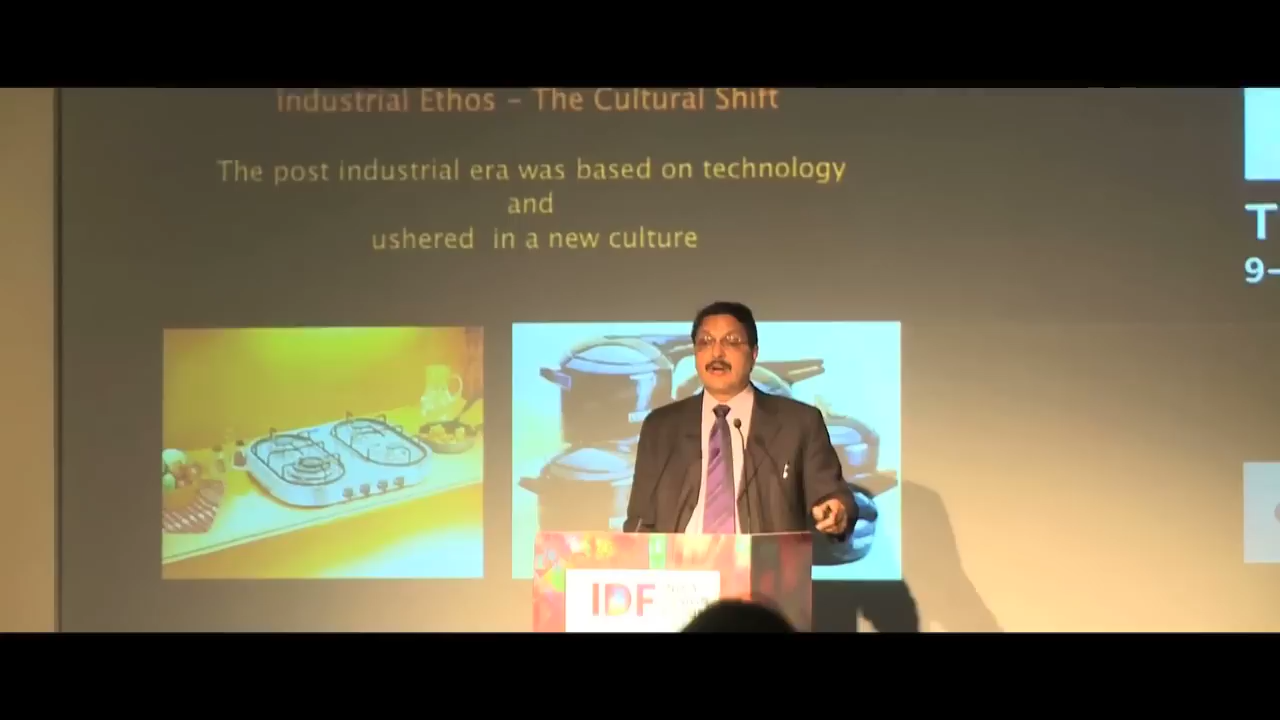 Industrial Ethos – The Cultural Shift
The post industrial era was based on technology
and
ushered in a new culture
T
9-
IDF